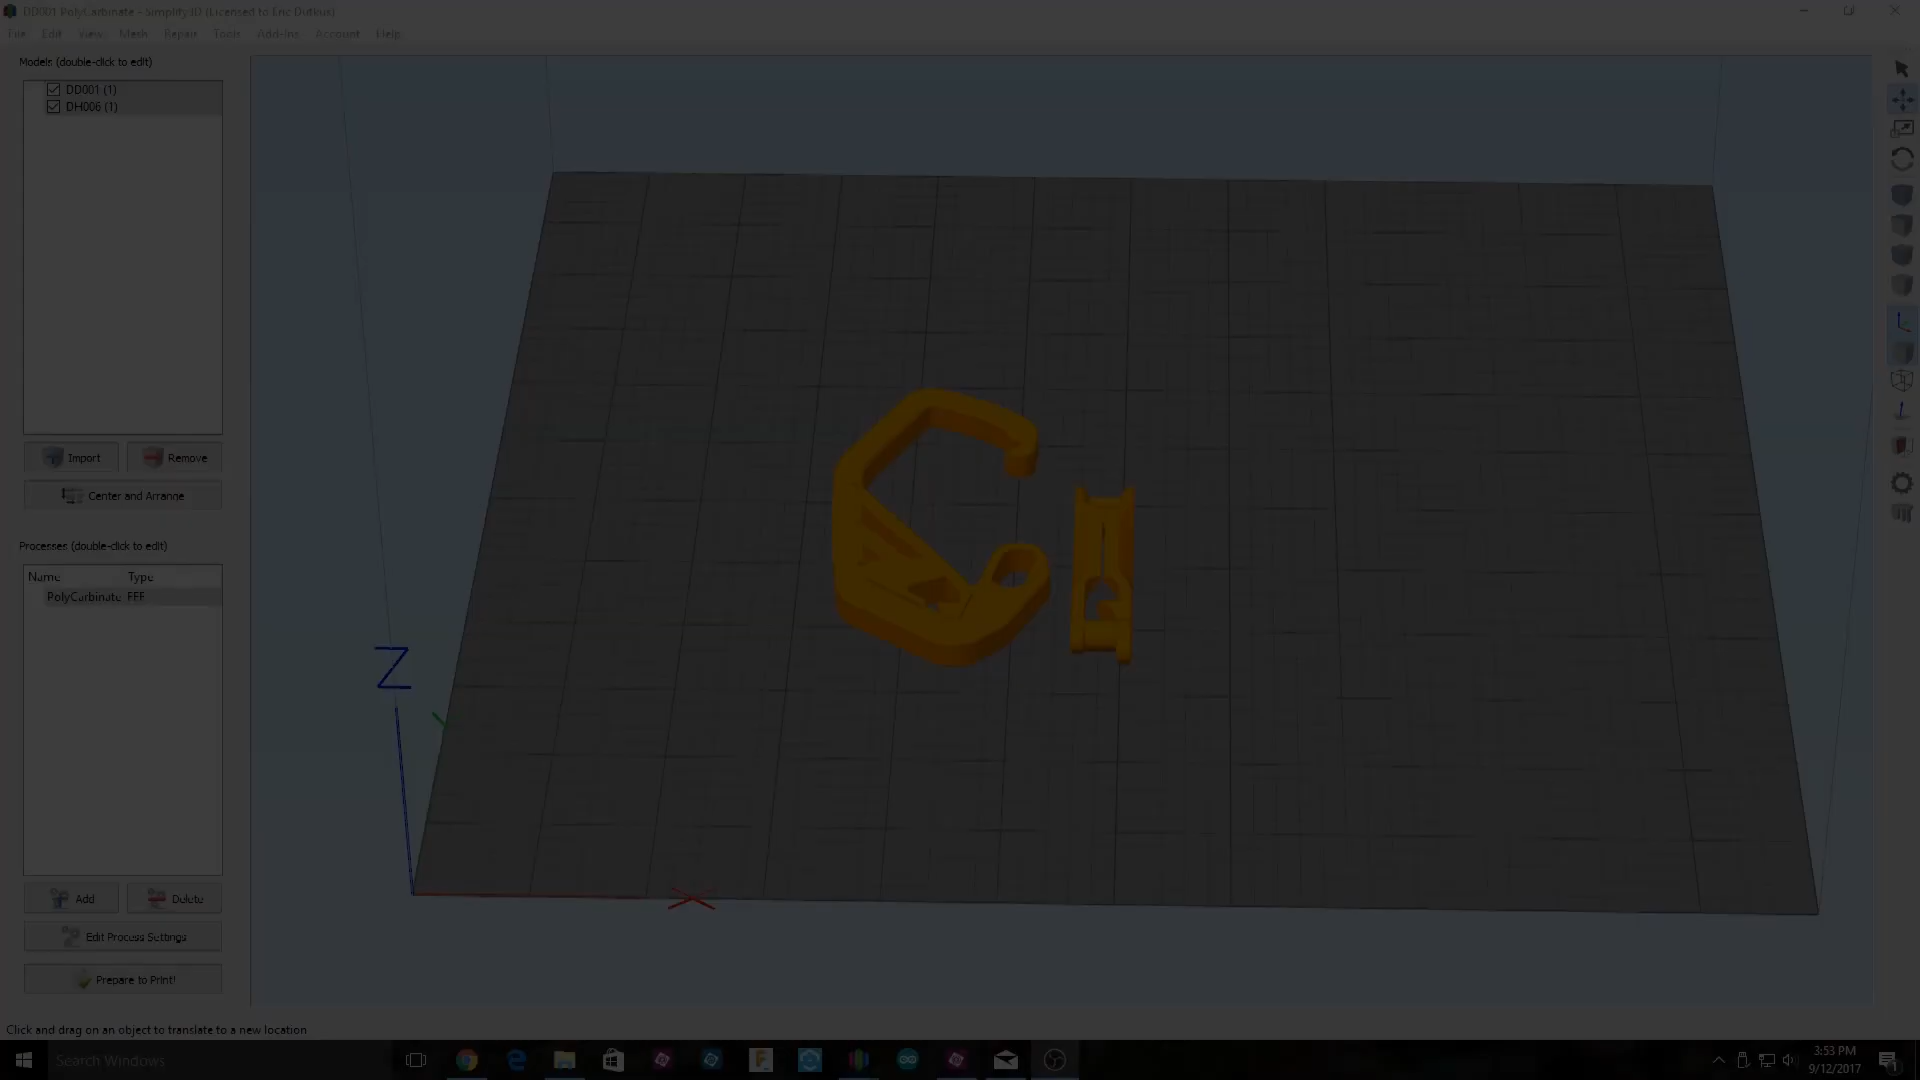 DD001 PolyCarbinate - Simplify3D (Licensed to Eric Dutkus)
File Edit View Mesh Repair Tools Add-Ins Account Help
Models (double-click to edit)
DD001 (1)
DH006 (1)
Import Remove
Center and Arrange
Processes (double-click to edit)
Name Type
PolyCarbinate FFF
Add Delete
Edit Process Settings
Prepare to Print!
Z
X
Click and drag on an object to translate to a new location
Search Windows
3:53 PM
9/12/2017